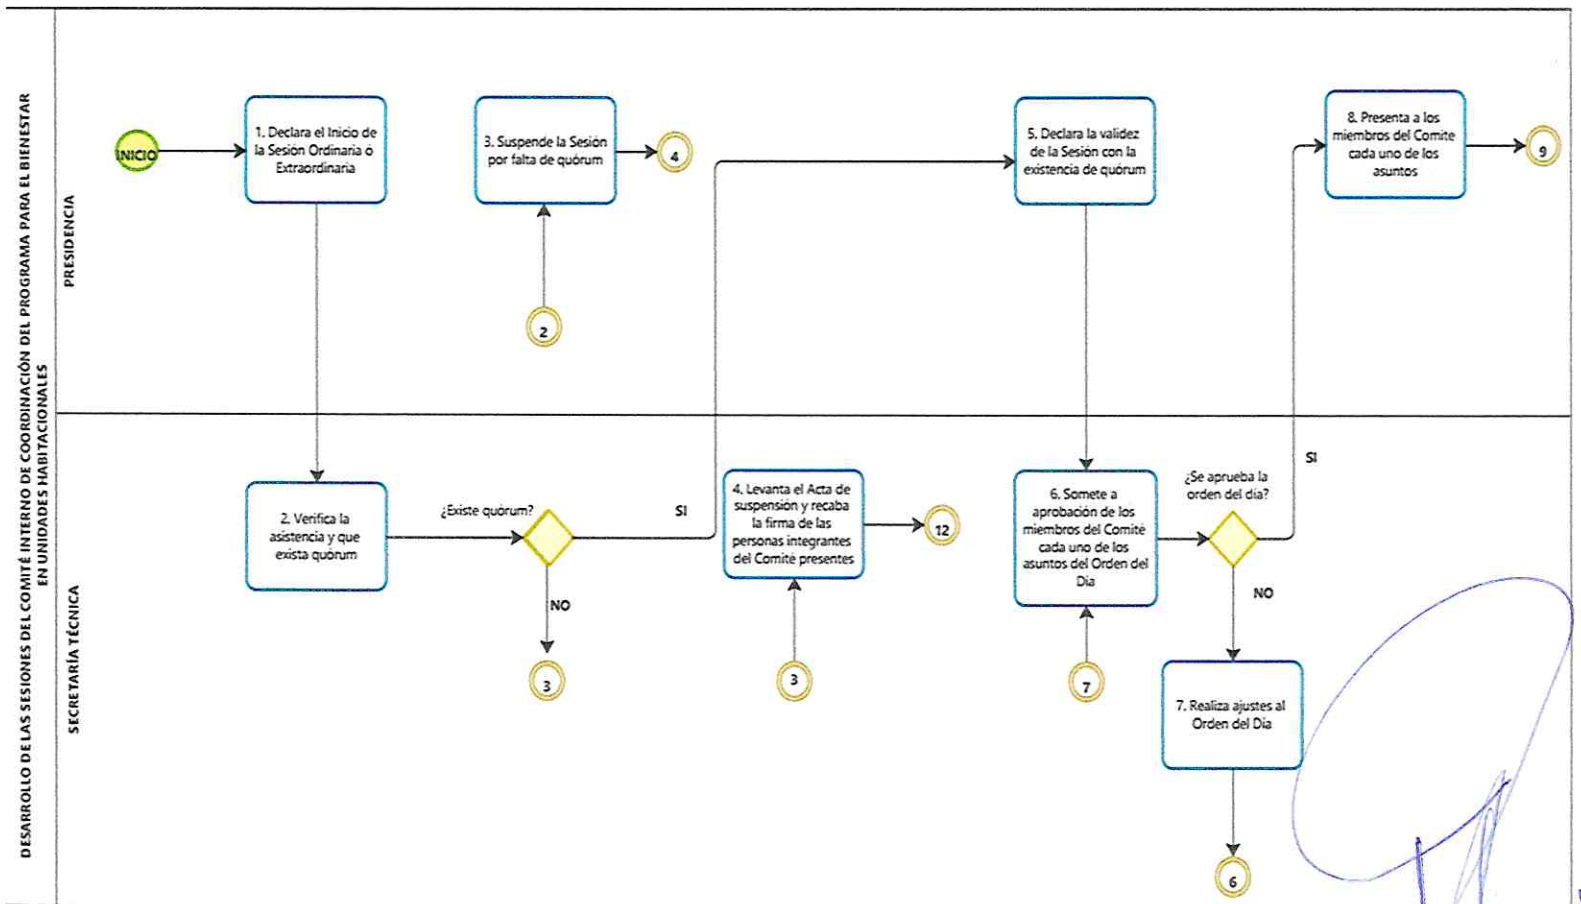 DESARROLLO DE LAS SESIONES DEL COMITÉ INTERNO DE COORDINACIÓN DEL PROGRAMA PARA EL BIENESTAR
EN UNIDADES HABITACIONALES
PRESIDENCIA
INICIO
1. Declara el Inicio de
la Sesión Ordinaria o
Extraordinaria
3. Suspende la Sesión
por falta de quórum
4
2
5. Declara la validez
de la Sesión con la
existencia de quórum
8. Presenta a los
miembros del Comité
cada uno de los
asuntos
9
SECRETARÍA TÉCNICA
2. Verifica la
asistencia y que
exista quórum
¿Existe quórum?
SI
NO
3
4. Levanta el Acta de
suspensión y recaba
la firma de las
personas integrantes
del Comité presentes
12
3
6. Somete a
aprobación de los
miembros del Comité
cada uno de los
asuntos del Orden del
Día
7
¿Se aprueba la
orden del día?
SI
NO
7. Realiza ajustes al
Orden del Día
6